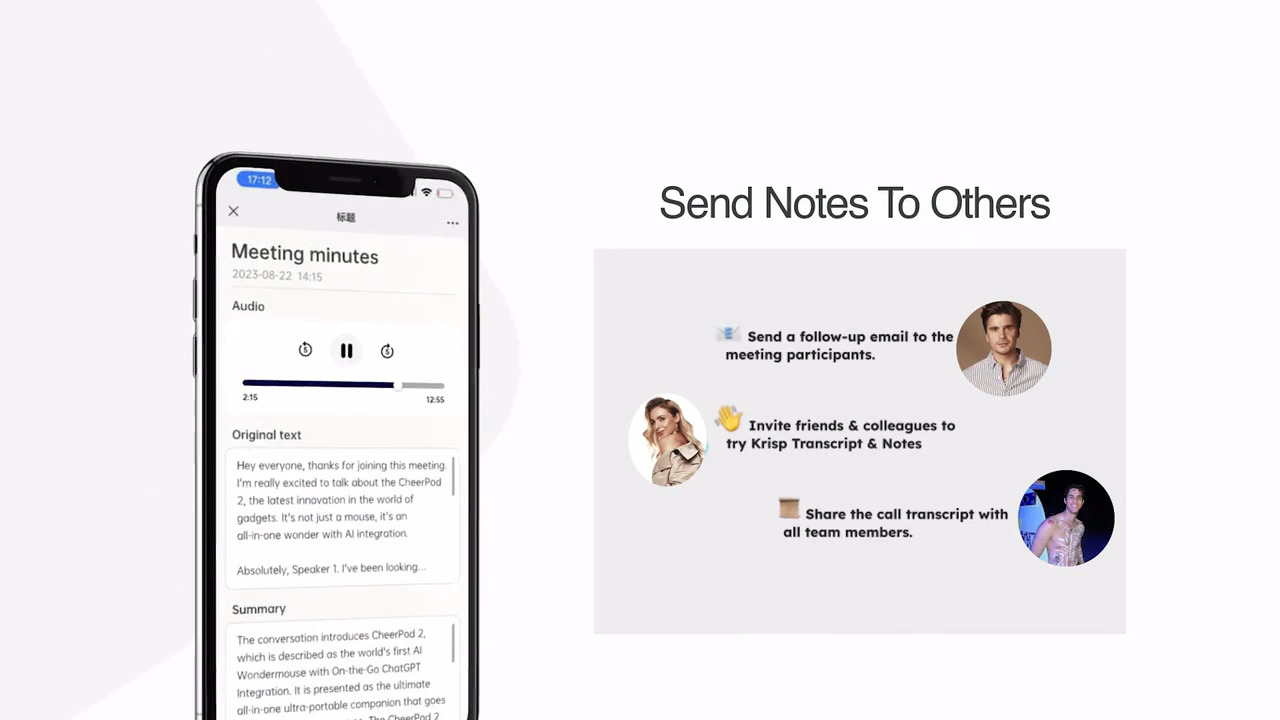 17:12
标题
Meeting minutes
2023-08-22 14:15
Audio
5
5
2:15
12:55
Original text
Hey everyone, thanks for joining this meeting.
I'm really excited to talk about the CheerPod
2, the latest innovation in the world of
gadgets. It's not just a mouse, it's an
all-in-one wonder with AI integration.
Absolutely, Speaker 1. I've been looking...
Summary
The conversation introduces CheerPod 2,
which is described as the world's first AI
Wondermouse with On-the-Go ChatGPT
Integration. It is presented as the ultimate
all-in-one ultra-portable companion that goes
The CheerPod 2
Send Notes To Others
Send a follow-up email to the
meeting participants.
Invite friends & colleagues to
try Krisp Transcript & Notes
Share the call transcript with
all team members.